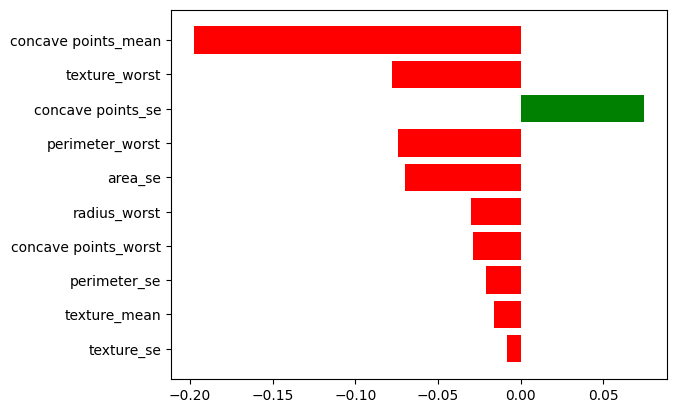 concave points_mean
texture_worst
concave points_se
perimeter_worst
area_se
radius_worst
concave points_worst
perimeter_se
texture_mean
texture_se
−0.20 −0.15 −0.10 −0.05 0.00 0.05